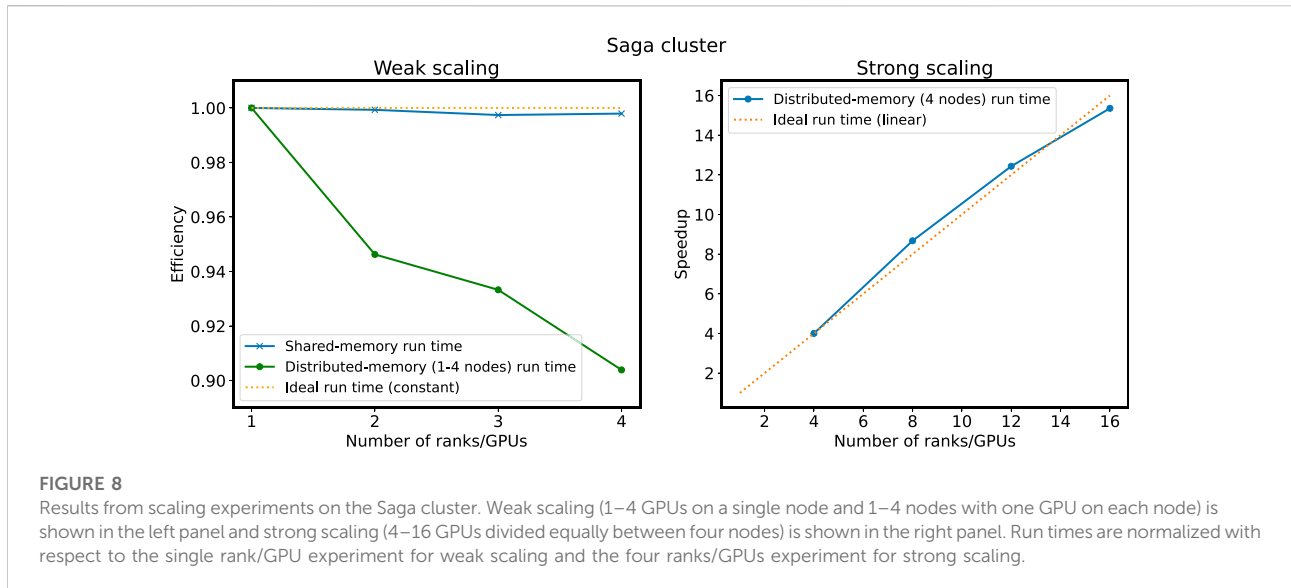 Saga cluster
Weak scaling
1.00
0.98
0.96
0.94
0.92
0.90
Efficiency
Shared-memory run time
Distributed-memory (1-4 nodes) run time
Ideal run time (constant)
1 2 3 4
Number of ranks/GPUs
Strong scaling
16
14
12
10
8
6
4
2
Speedup
Distributed-memory (4 nodes) run time
Ideal run time (linear)
2 4 6 8 10 12 14 16
Number of ranks/GPUs
FIGURE 8
Results from scaling experiments on the Saga cluster. Weak scaling (1–4 GPUs on a single node and 1–4 nodes with one GPU on each node) is
shown in the left panel and strong scaling (4–16 GPUs divided equally between four nodes) is shown in the right panel. Run times are normalized with
respect to the single rank/GPU experiment for weak scaling and the four ranks/GPUs experiment for strong scaling.